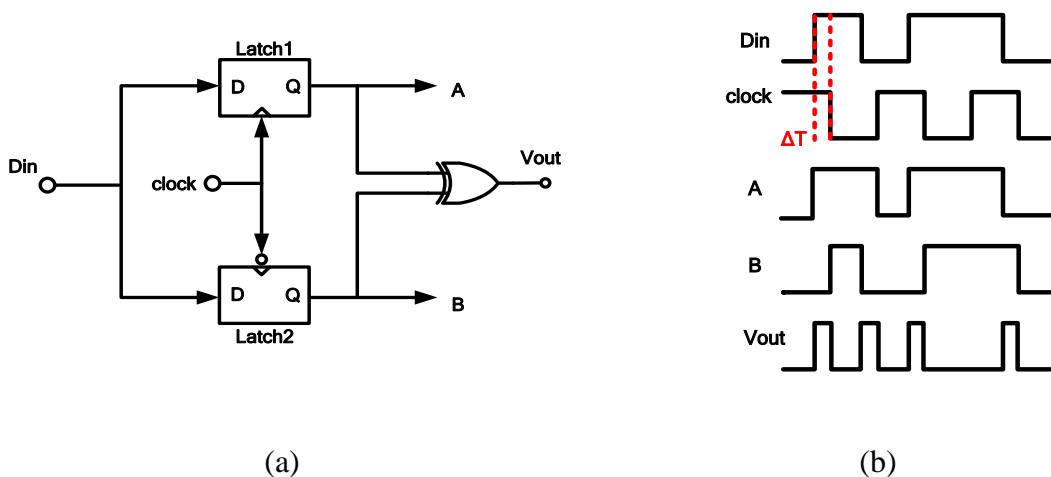 Latch1
D Q
A
Din
clock
Vout
D Q
B
Latch2
(a)
Din
clock
ΔT
A
B
Vout
(b)